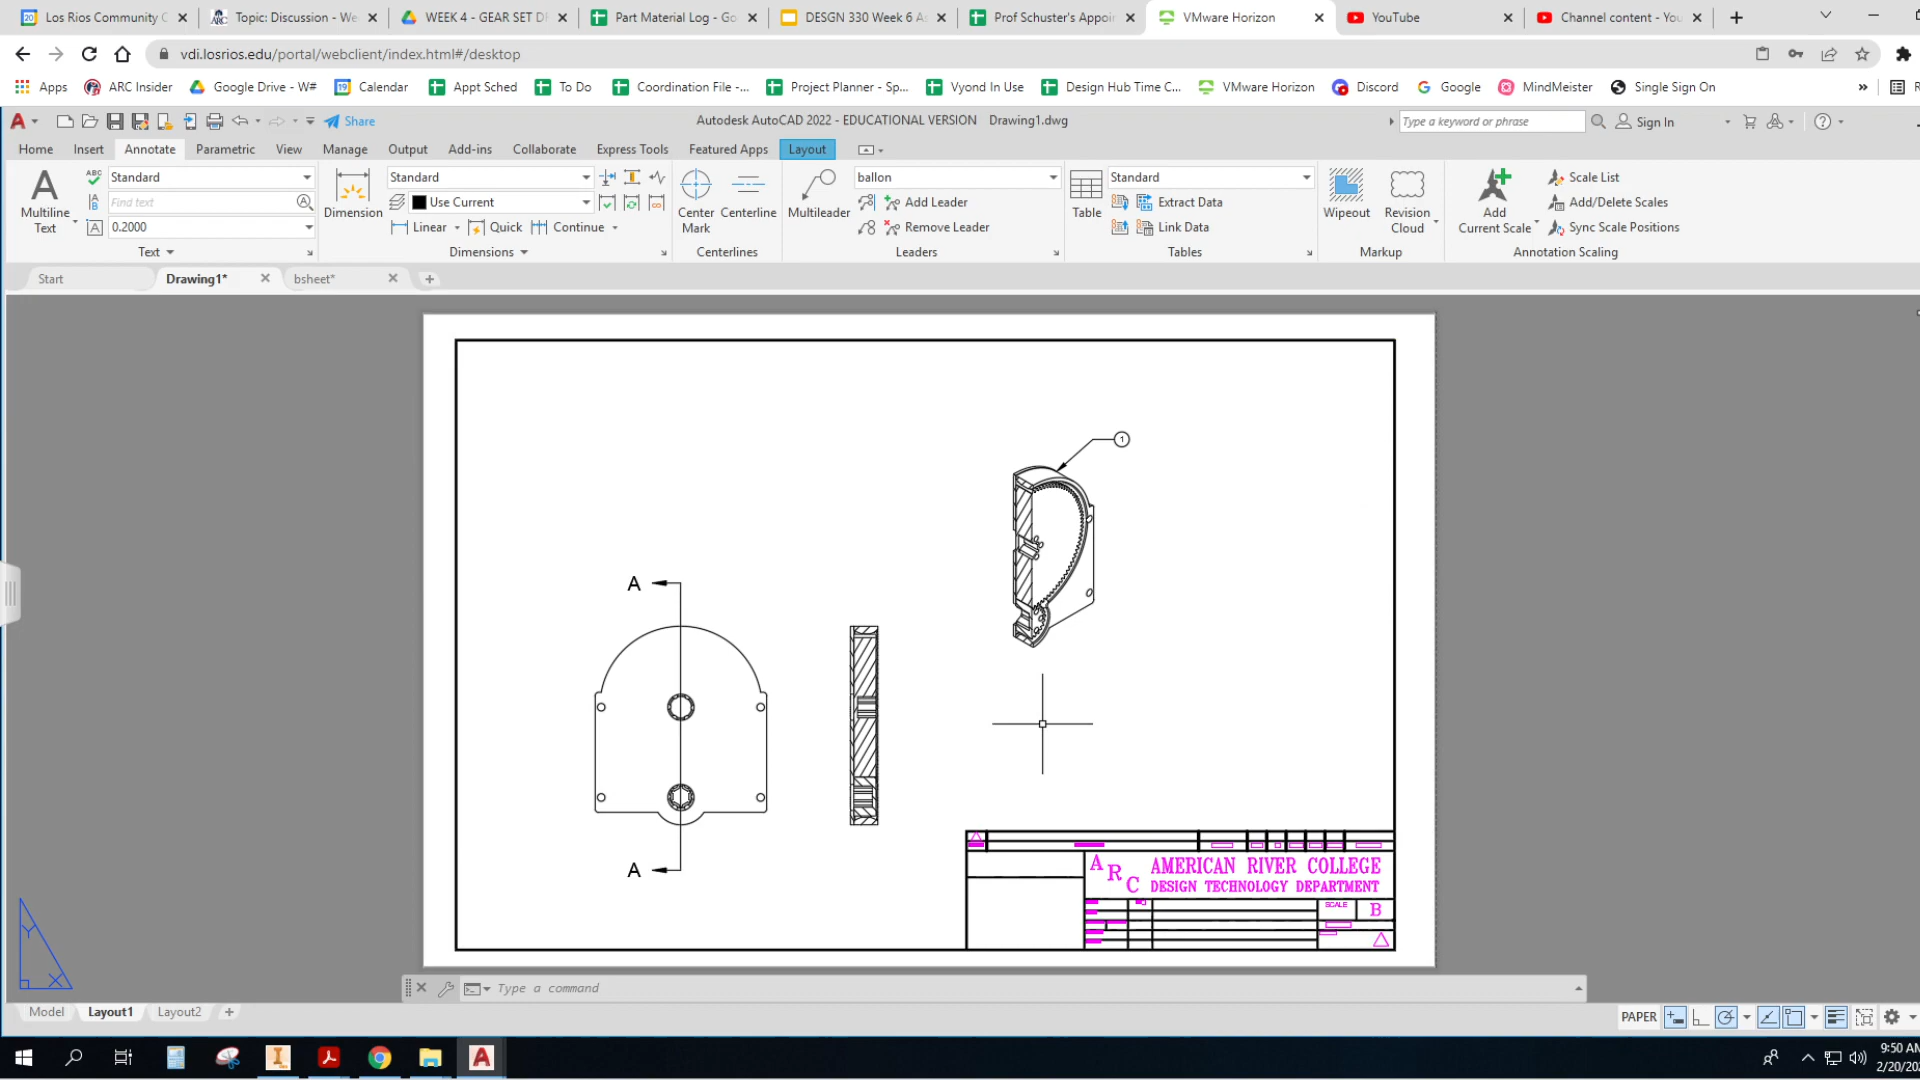 Los Rios Community C
Topic: Discussion - We
WEEK 4 - GEAR SET D
Part Material Log - Go
DESGN 330 Week 6 As
Prof Schuster's Appoin
VMware Horizon
YouTube
Channel content - You
vdi.losrios.edu/portal/webclient/index.html#/desktop
Apps
ARC Insider
Google Drive - W#
Calendar
Appt Sched
To Do
Coordination File -...
Project Planner - Sp...
Vyond In Use
Design Hub Time C...
VMware Horizon
Discord
Google
MindMeister
Single Sign On
Share
Autodesk AutoCAD 2022 - EDUCATIONAL VERSION Drawing1.dwg
Type a keyword or phrase
Sign In
Home
Insert
Annotate
Parametric
View
Manage
Output
Add-ins
Collaborate
Express Tools
Featured Apps
Layout
Multiline
Text
Standard
Find text
0.2000
Text
Dimension
Standard
Use Current
Linear
Quick
Continue
Dimensions
Center
Mark
Centerline
Centerlines
Multileader
ballon
Add Leader
Remove Leader
Leaders
Table
Standard
Extract Data
Link Data
Tables
Wipeout
Revision
Cloud
Markup
Add
Current Scale
Scale List
Add/Delete Scales
Sync Scale Positions
Annotation Scaling
Start
Drawing1*
bsheet*
1
A
A
ARC
AMERICAN RIVER COLLEGE
DESIGN TECHNOLOGY DEPARTMENT
SCALE
B
Y
X
Type a command
Model
Layout1
Layout2
PAPER
9:50 AM
2/20/20